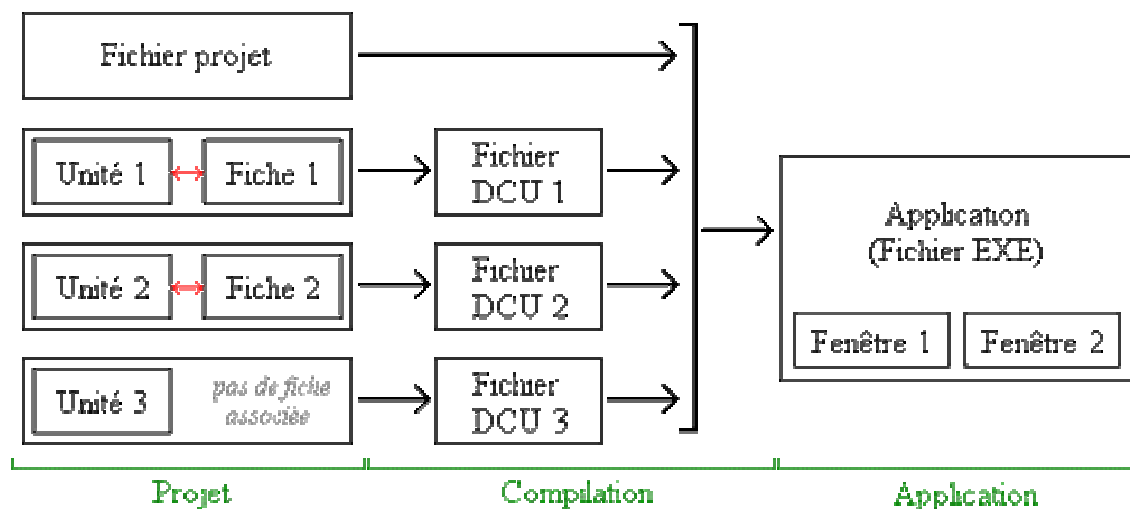 Fichier projet
Unité 1
Fiche 1
Fichier
DCU 1
Unité 2
Fiche 2
Fichier
DCU 2
Unité 3
pas de fiche
associée
Fichier
DCU 3
Application
(Fichier EXE)
Fenêtre 1
Fenêtre 2
Projet
Compilation
Application